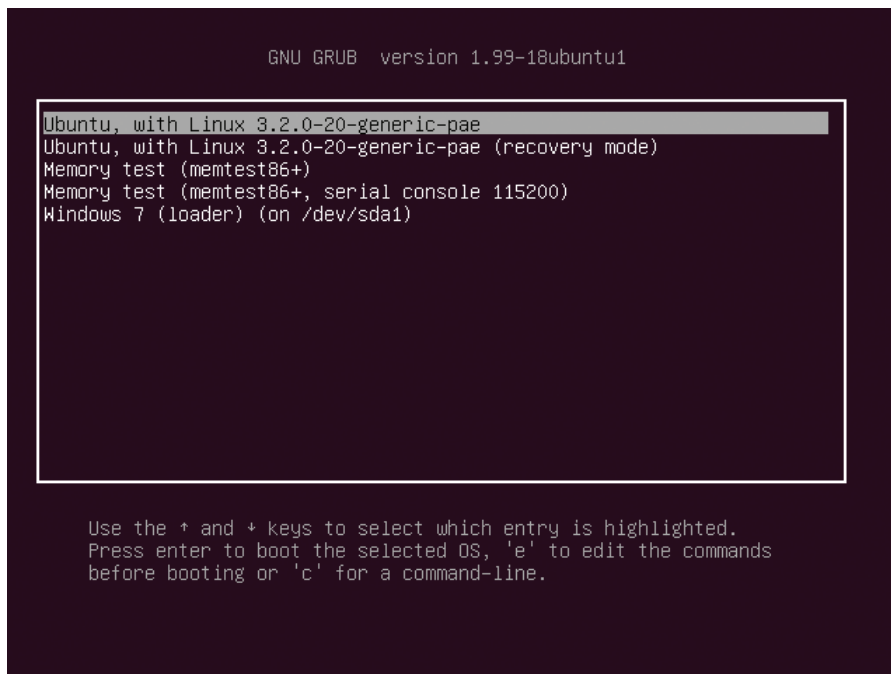 GNU GRUB  version 1.99-18ubuntu1
Ubuntu, with Linux 3.2.0-20-generic-pae
Ubuntu, with Linux 3.2.0-20-generic-pae (recovery mode)
Memory test (memtest86+)
Memory test (memtest86+, serial console 115200)
Windows 7 (loader) (on /dev/sda1)
Use the ↑ and ↓ keys to select which entry is highlighted.
Press enter to boot the selected OS, 'e' to edit the commands
before booting or 'c' for a command-line.